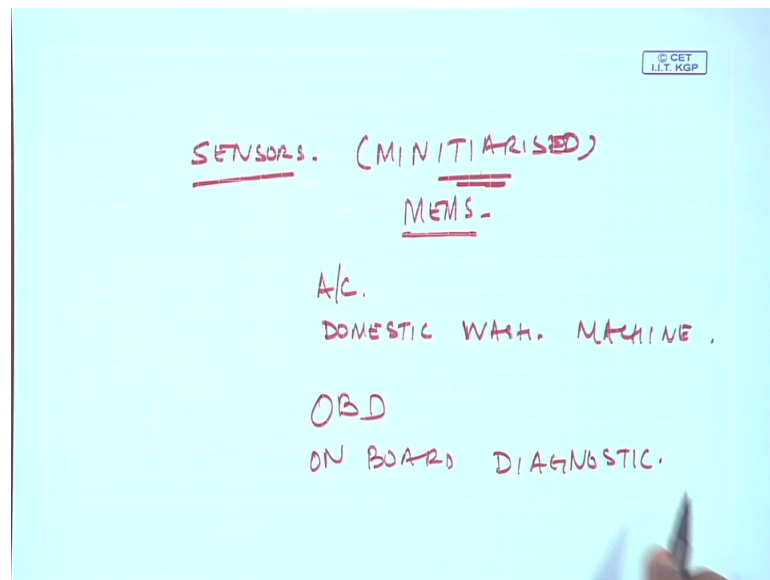 © CET
I.I.T. KGP
SENSORS. (MINITIARISED)
MEMS-
A/C.
DOMESTIC WASH. MACHINE.
OBD
ON BOARD DIAGNOSTIC.